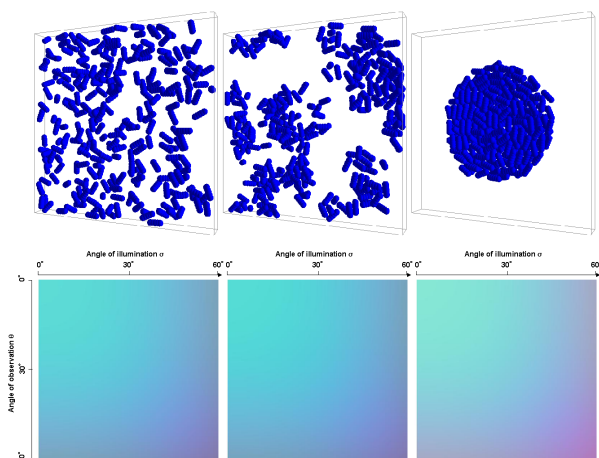 Angle of illumination σ Angle of illumination σ Angle of illumination σ
0° 30° 60° 0° 30° 60° 0° 30° 60
0°
30°
Angle of observation θ